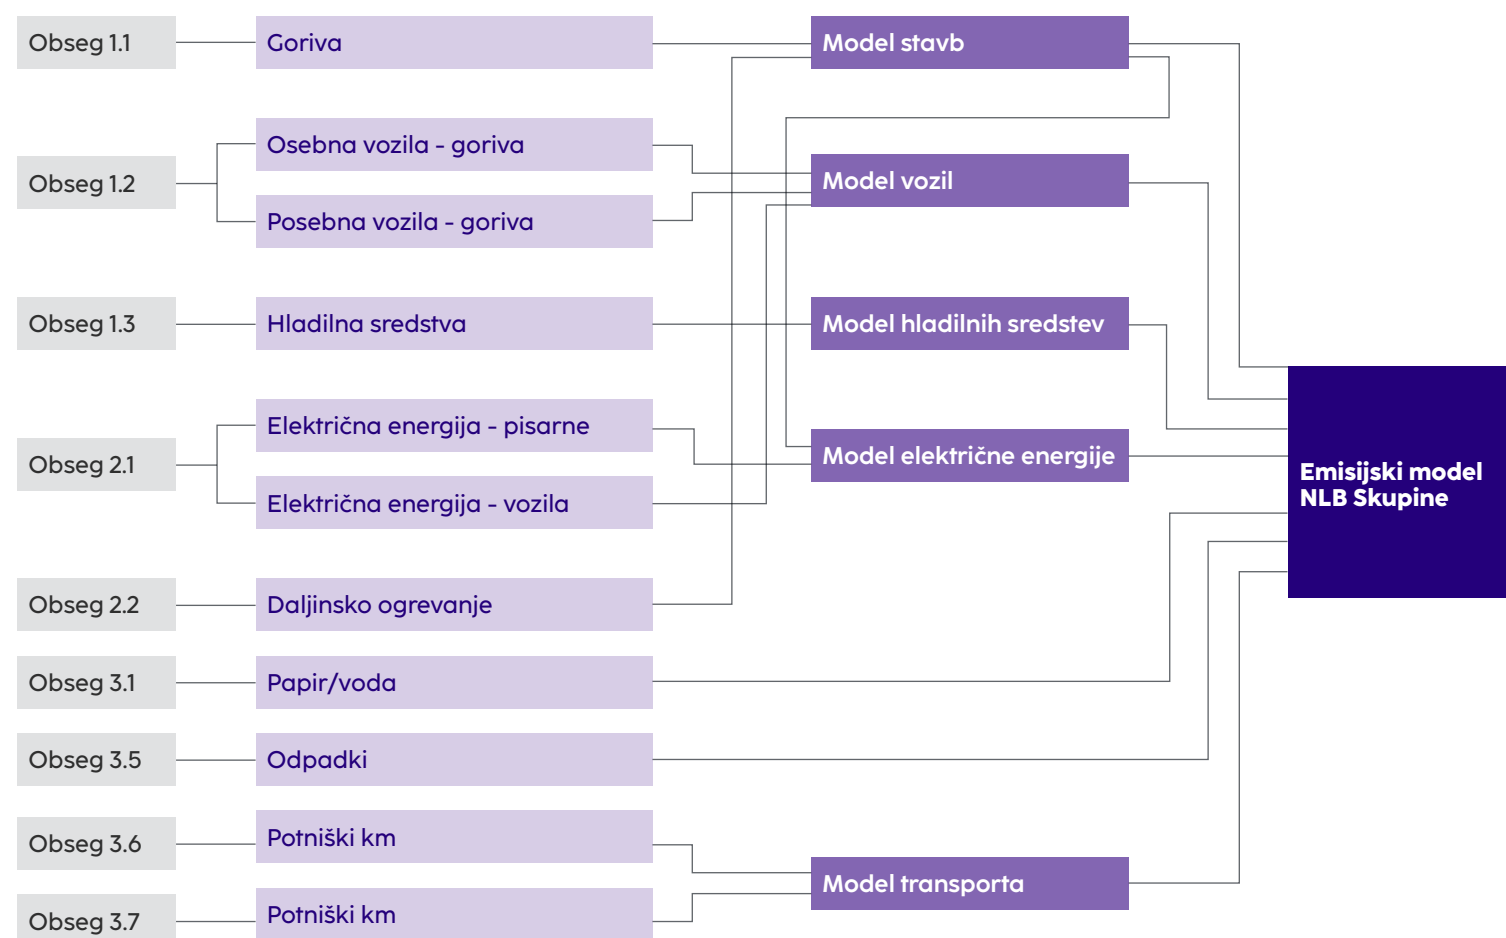 Obseg 1.1
Goriva
Model stavb
Obseg 1.2
Osebna vozila - goriva
Posebna vozila - goriva
Model vozil
Obseg 1.3
Hladilna sredstva
Model hladilnih sredstev
Obseg 2.1
Električna energija - pisarne
Električna energija - vozila
Model električne energije
Emisijski model
NLB Skupine
Obseg 2.2
Daljinsko ogrevanje
Obseg 3.1
Papir/voda
Obseg 3.5
Odpadki
Obseg 3.6
Potniški km
Model transporta
Obseg 3.7
Potniški km